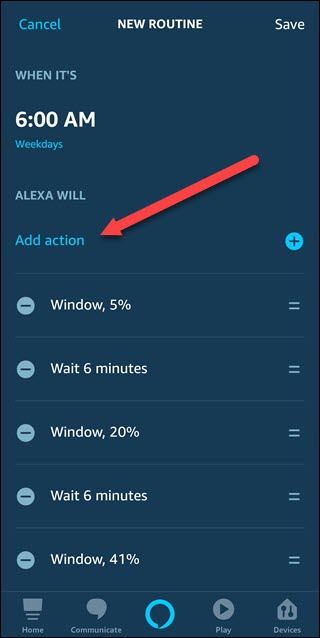 Cancel NEW ROUTINE Save
WHEN IT'S
6:00 AM
Weekdays
ALEXA WILL
Add action
Window, 5%
Wait 6 minutes
Window, 20%
Wait 6 minutes
Window, 41%
Home Communicate Play Devices